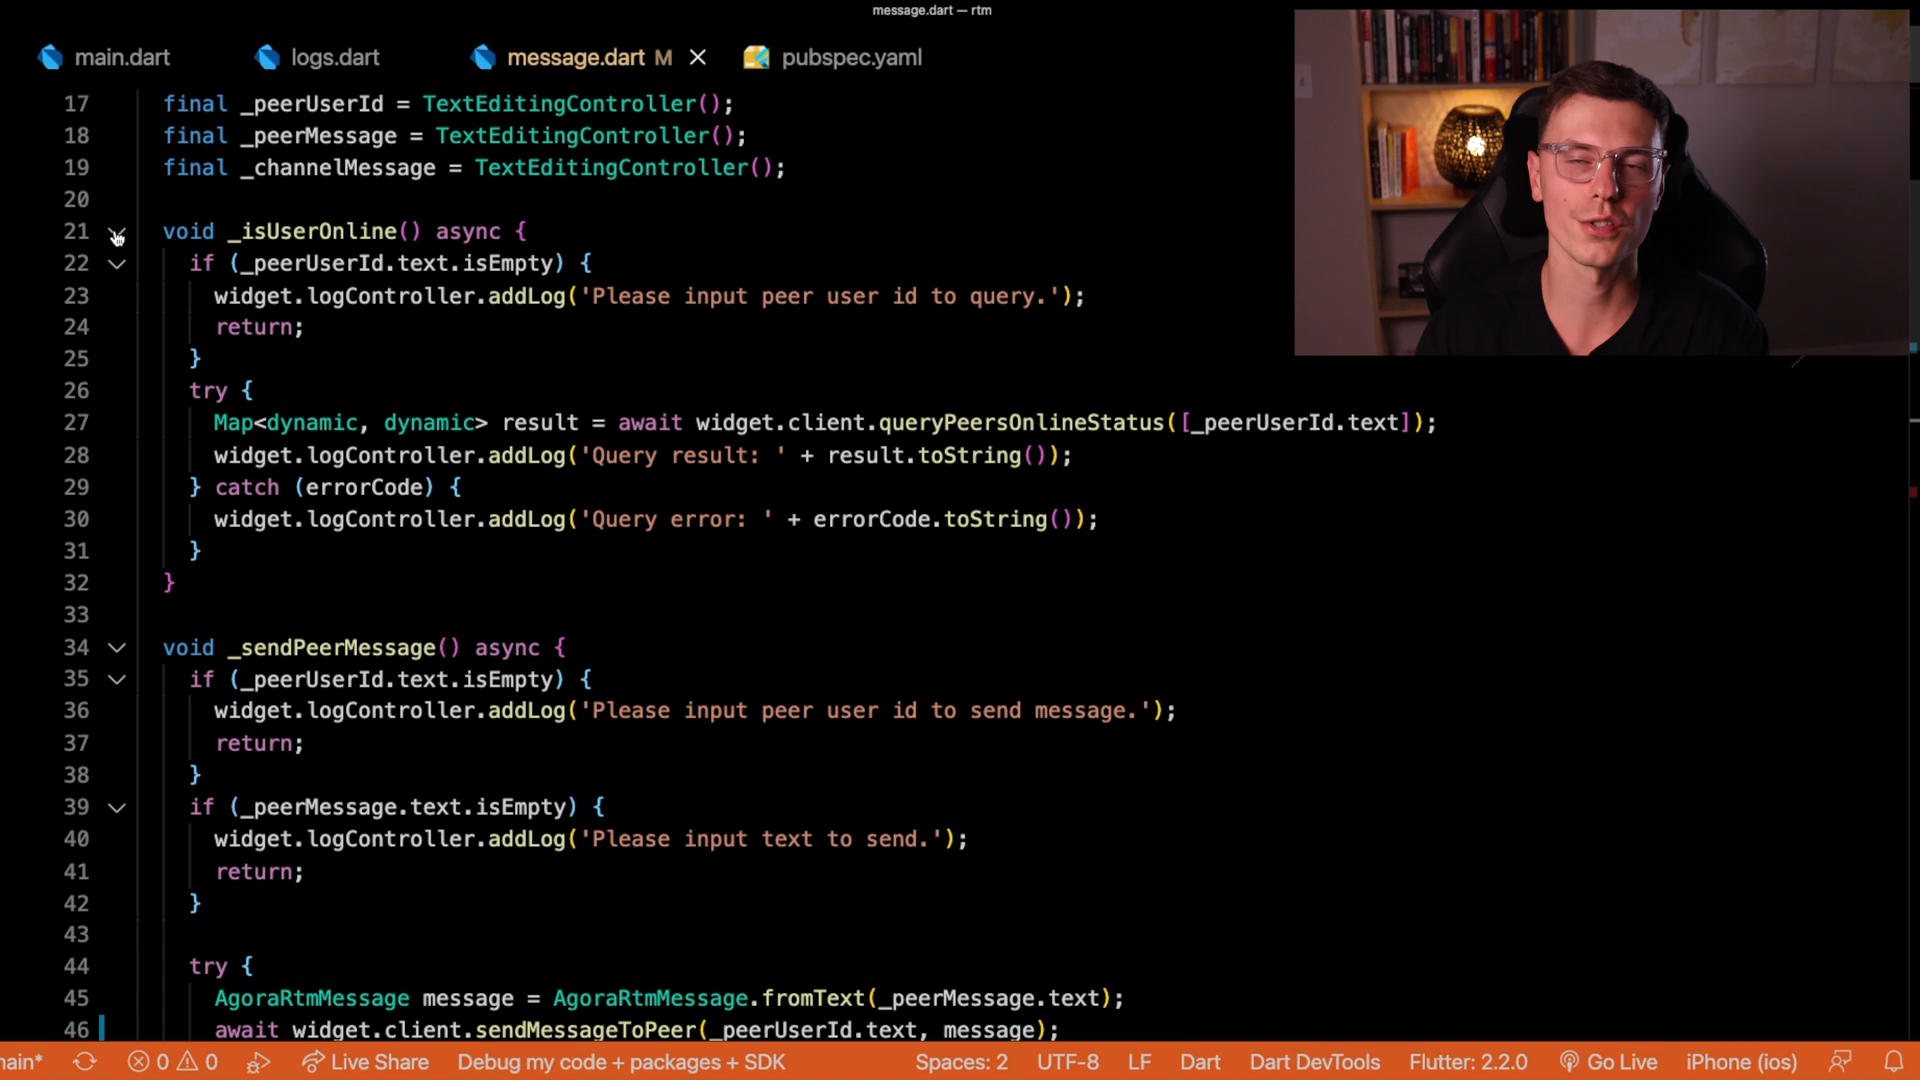 message.dart — rtm
main.dart logs.dart message.dart M pubspec.yaml
17 final _peerUserId = TextEditingController();
18 final _peerMessage = TextEditingController();
19 final _channelMessage = TextEditingController();
20
21 void _isUserOnline() async {
22 if (_peerUserId.text.isEmpty) {
23 widget.logController.addLog('Please input peer user id to query.');
24 return;
25 }
26 try {
27 Map<dynamic, dynamic> result = await widget.client.queryPeersOnlineStatus([_peerUserId.text]);
28 widget.logController.addLog('Query result: ' + result.toString());
29 } catch (errorCode) {
30 widget.logController.addLog('Query error: ' + errorCode.toString());
31 }
32 }
33
34 void _sendPeerMessage() async {
35 if (_peerUserId.text.isEmpty) {
36 widget.logController.addLog('Please input peer user id to send message.');
37 return;
38 }
39 if (_peerMessage.text.isEmpty) {
40 widget.logController.addLog('Please input text to send.');
41 return;
42 }
43
44 try {
45 AgoraRtmMessage message = AgoraRtmMessage.fromText(_peerMessage.text);
46 await widget.client.sendMessageToPeer(_peerUserId.text, message);
main* 0 0 Live Share Debug my code + packages + SDK Spaces: 2 UTF-8 LF Dart Dart DevTools Flutter: 2.2.0 Go Live iPhone (ios)